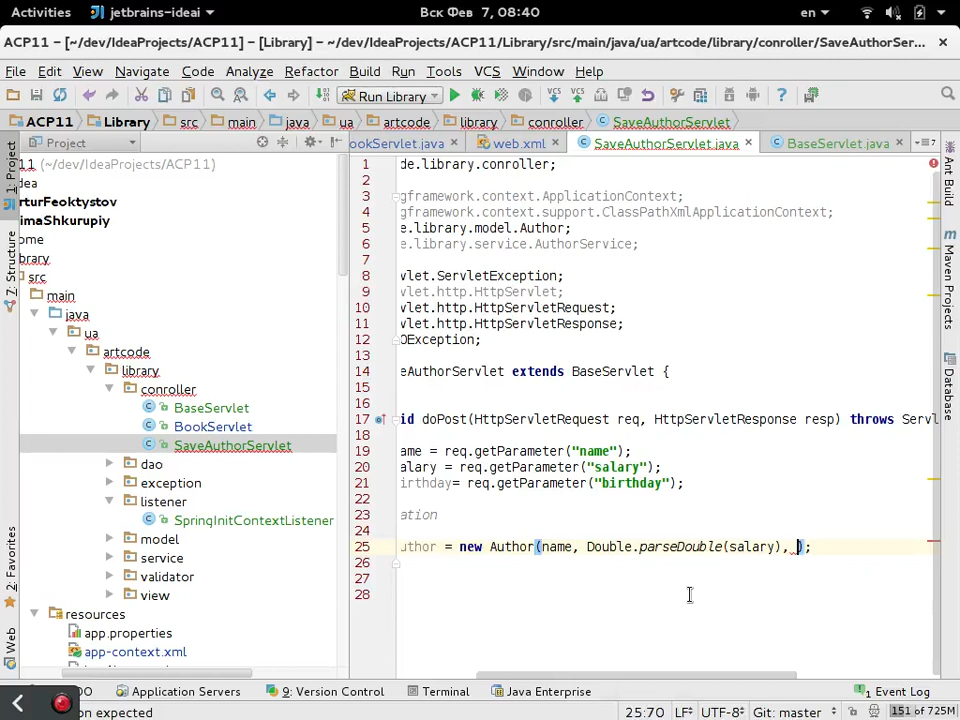 Activities jetbrains-ideai Вск Фев 7, 08:40 en
ACP11 – [~/dev/IdeaProjects/ACP11] – [Library] – ~/dev/IdeaProjects/ACP11/Library/src/main/java/ua/artcode/library/conroller/SaveAuthorSer...
File Edit View Navigate Code Analyze Refactor Build Run Tools VCS Window Help
Run Library
ACP11 Library src main java ua artcode library conroller SaveAuthorServlet
1: Project
Project
ookServlet.java web.xml SaveAuthorServlet.java BaseServlet.java
11 (~/dev/IdeaProjects/ACP11)
dea
rturFeoktystov
imaShkurupiy
ome
brary
src
main
java
ua
artcode
library
conroller
BaseServlet
BookServlet
SaveAuthorServlet
dao
exception
listener
SpringInitContextListener
model
service
validator
view
resources
app.properties
app-context.xml
7: Structure
2: Favorites
Web
1 de.library.conroller;
2
3 gframework.context.ApplicationContext;
4 gframework.context.support.ClassPathXmlApplicationContext;
5 e.library.model.Author;
6 e.library.service.AuthorService;
7
8 vlet.ServletException;
9 vlet.http.HttpServlet;
10 vlet.http.HttpServletRequest;
11 vlet.http.HttpServletResponse;
12 OException;
13
14 eAuthorServlet extends BaseServlet {
15
16
17 id doPost(HttpServletRequest req, HttpServletResponse resp) throws Servl
18
19 ame = req.getParameter("name");
20 alary = req.getParameter("salary");
21 irthday= req.getParameter("birthday");
22
23 ation
24
25 uthor = new Author(name, Double.parseDouble(salary), );
26
27
28
Ant Build
Maven Projects
Database
DO Application Servers 9: Version Control Terminal Java Enterprise 1 Event Log
on expected 25:70 LF UTF-8 Git: master 151 of 725M